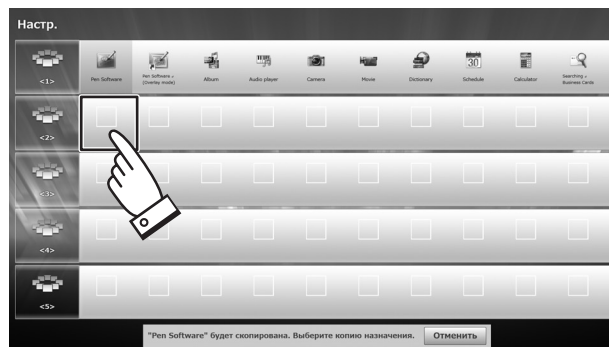 Настр.
<1>
Pen Software
Pen Software
(Overlay mode)
Album
Audio player
Camera
Movie
Dictionary
30
Schedule
Calculator
Searching
Business Cards
<2>
<3>
<4>
<5>
"Pen Software" будет скопирована. Выберите копию назначения.
Отменить